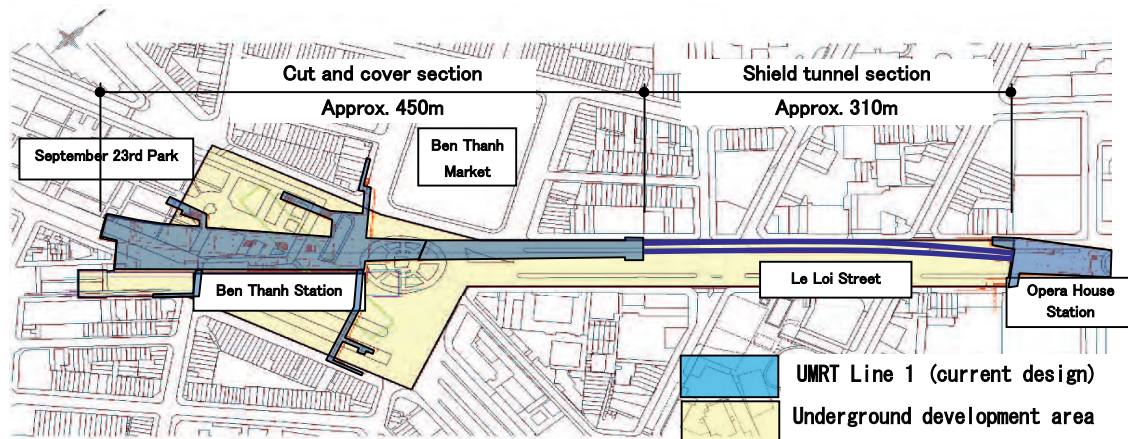 Cut and cover section
Shield tunnel section
Approx. 450m
Approx. 310m
September 23rd Park
Ben Thanh
Market
Ben Thanh Station
Le Loi Street
Opera House
Station
UMRT Line 1 (current design)
Underground development area